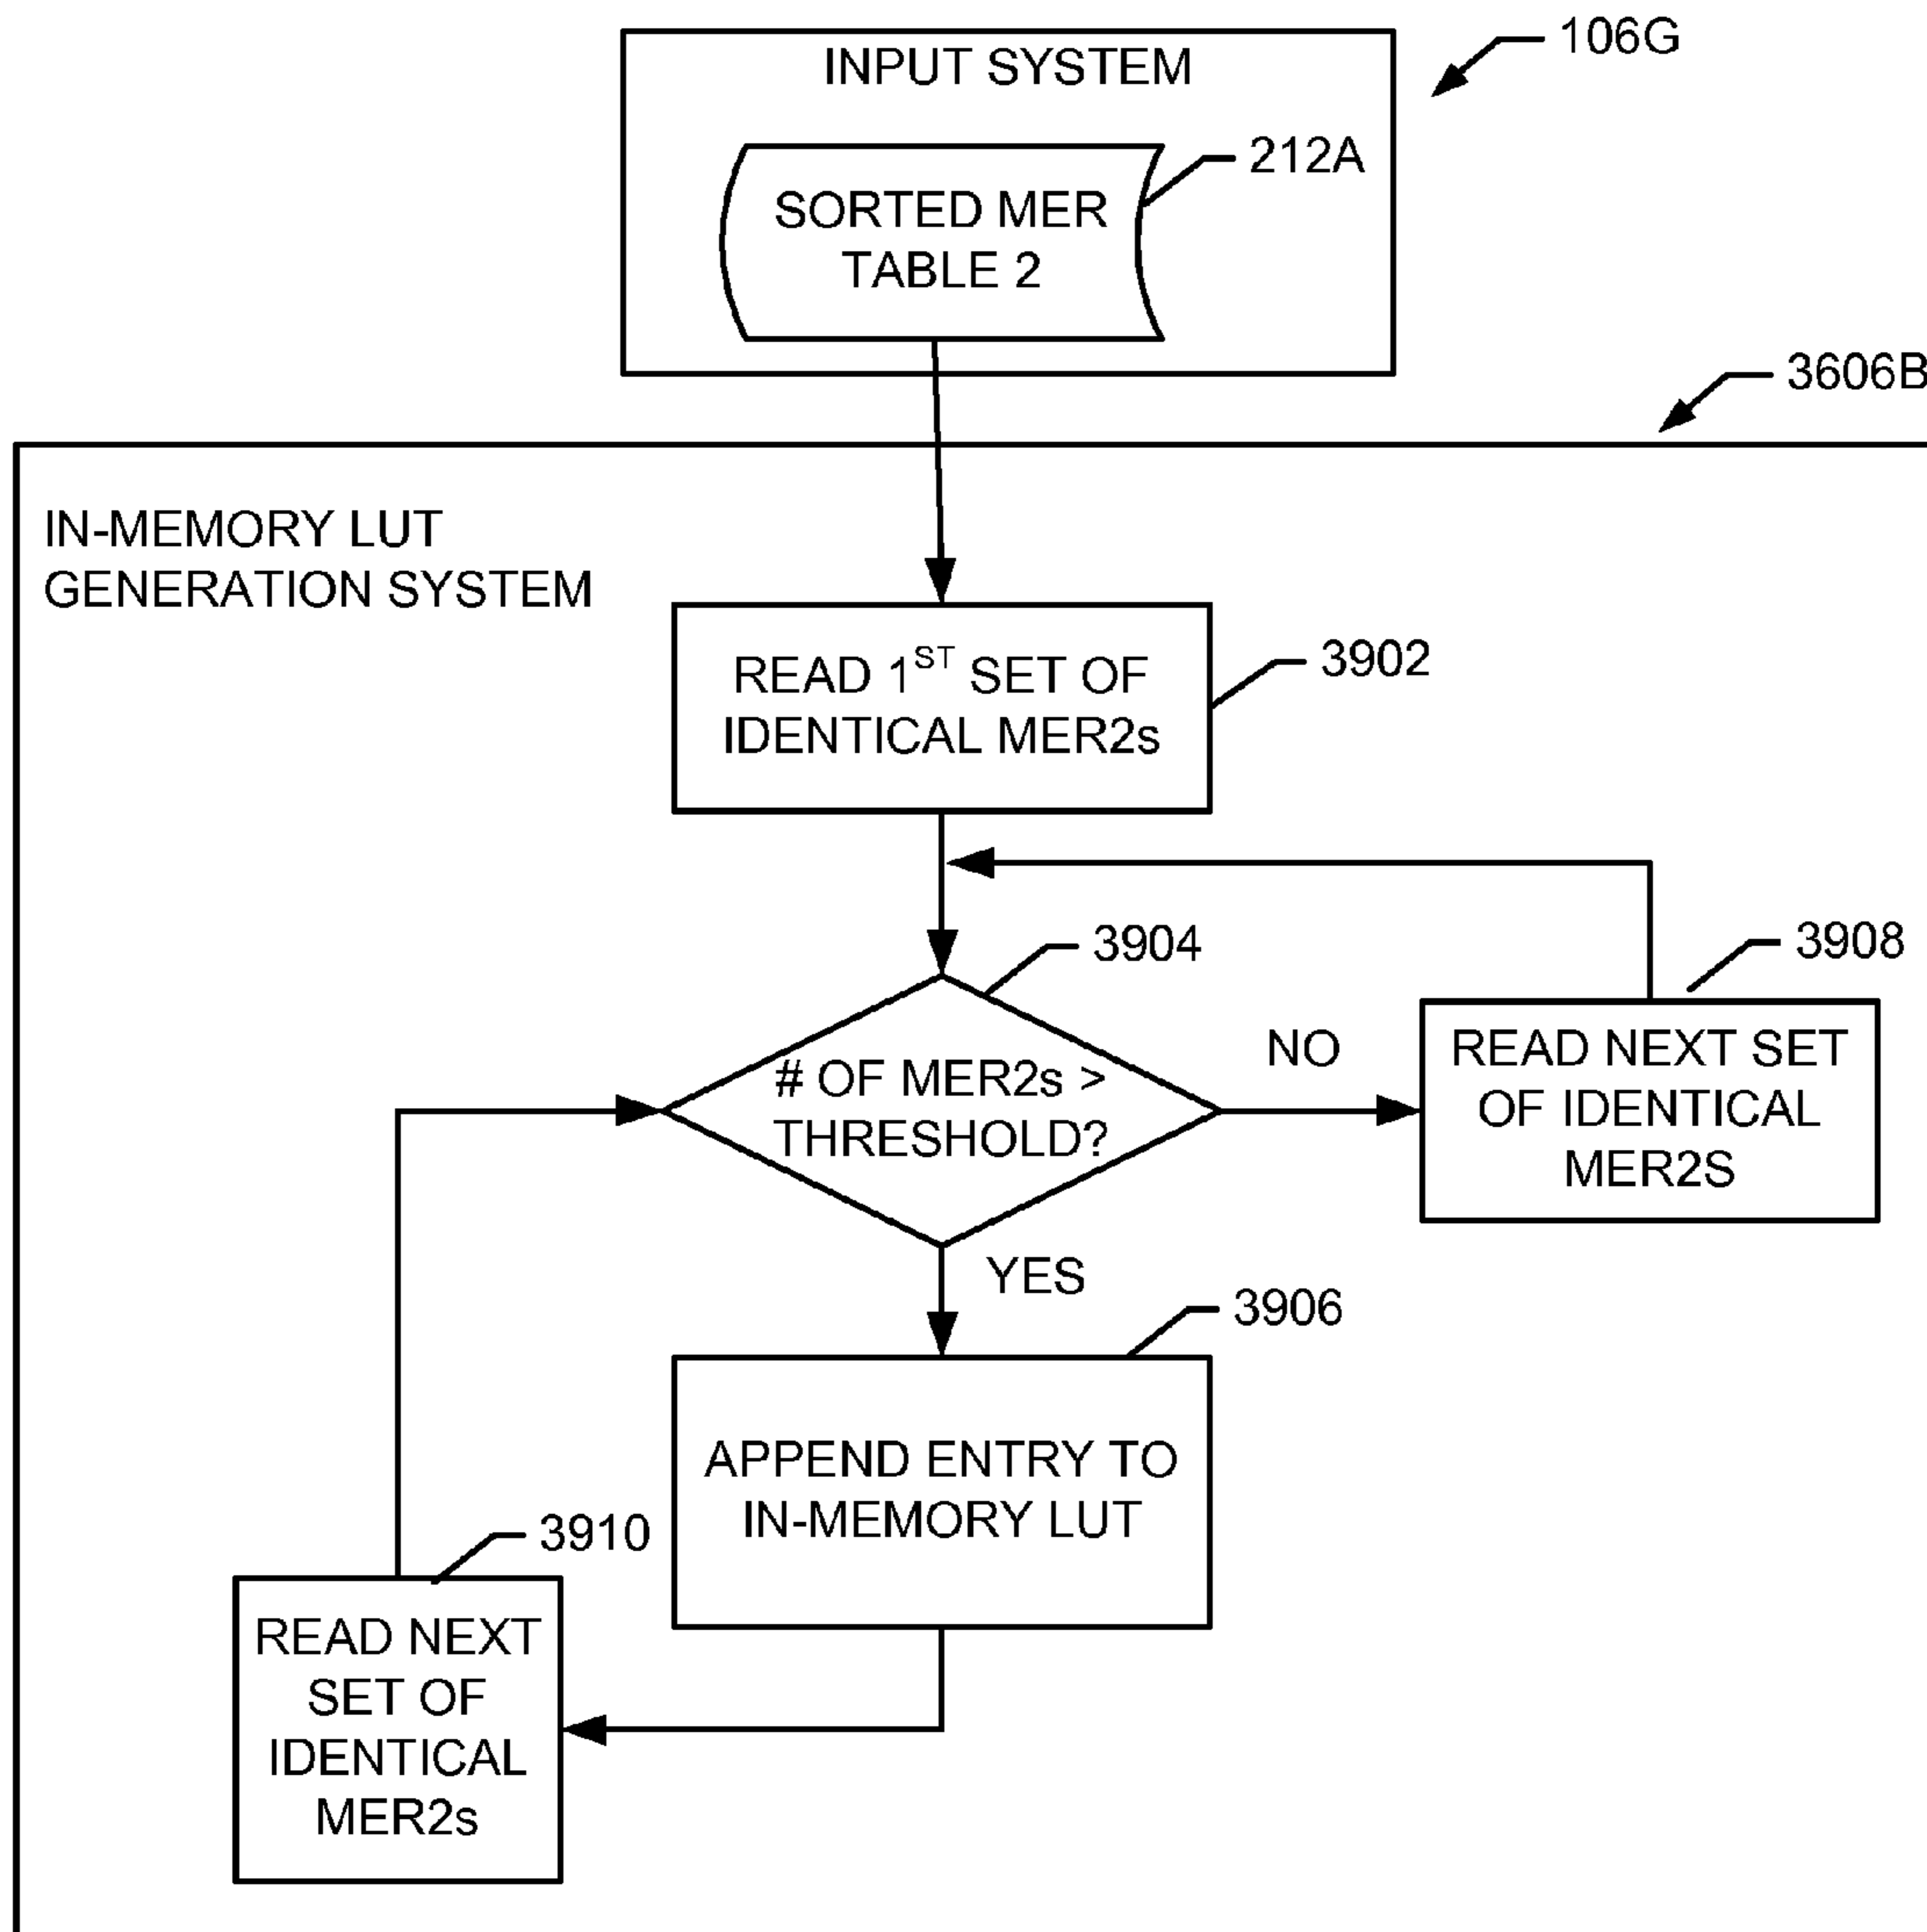 106G
INPUT SYSTEM
212A
SORTED MER
TABLE 2
3606B
IN-MEMORY LUT
GENERATION SYSTEM
READ 1ST SET OF
IDENTICAL MER2s
3902
3904
3908
# OF MER2s >
THRESHOLD?
NO
READ NEXT SET
OF IDENTICAL
MER2S
YES
3906
APPEND ENTRY TO
IN-MEMORY LUT
3910
READ NEXT
SET OF
IDENTICAL
MER2s